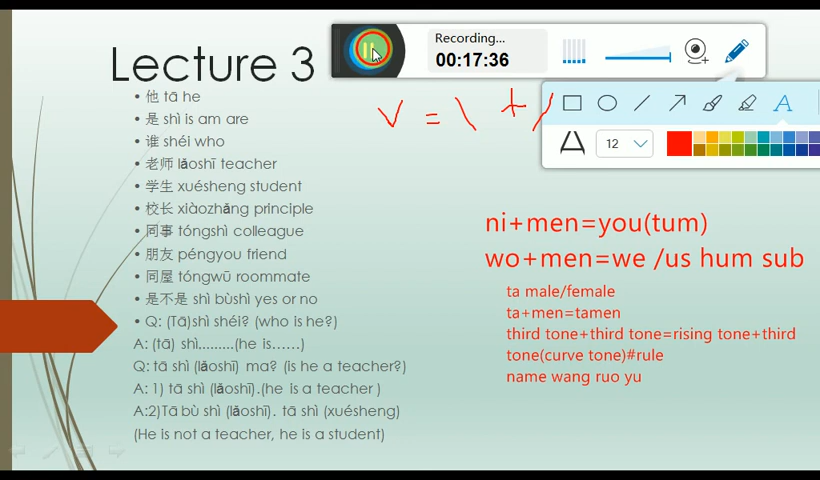 Recording...
00:17:36
Lecture 3
v = \ + /
12
• 他 tā he
• 是 shì is am are
• 谁 shéi who
• 老师 lǎoshī teacher
• 学生 xuésheng student
• 校长 xiàozhǎng principle
• 同事 tóngshì colleague
• 朋友 péngyou friend
• 同屋 tóngwū roommate
• 是不是 shì bùshì yes or no
• Q: (Tā)shì shéi? (who is he?)
A: (tā) shì........(he is......)
Q: tā shì (lǎoshī) ma? (is he a teacher?)
A: 1) tā shì (lǎoshī).(he is a teacher )
A:2)Tā bù shì (lǎoshī). tā shì (xuésheng)
(He is not a teacher, he is a student)
ni+men=you(tum)
wo+men=we /us hum sub
ta male/female
ta+men=tamen
third tone+third tone=rising tone+third
tone(curve tone)#rule
name wang ruo yu